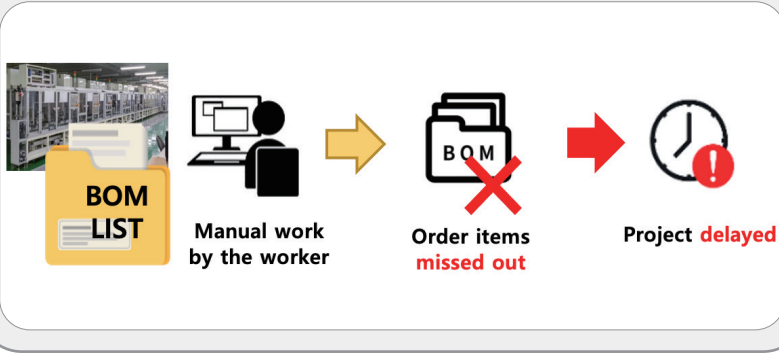 BOM
LIST
Manual work
by the worker
BOM
Order items
missed out
Project delayed